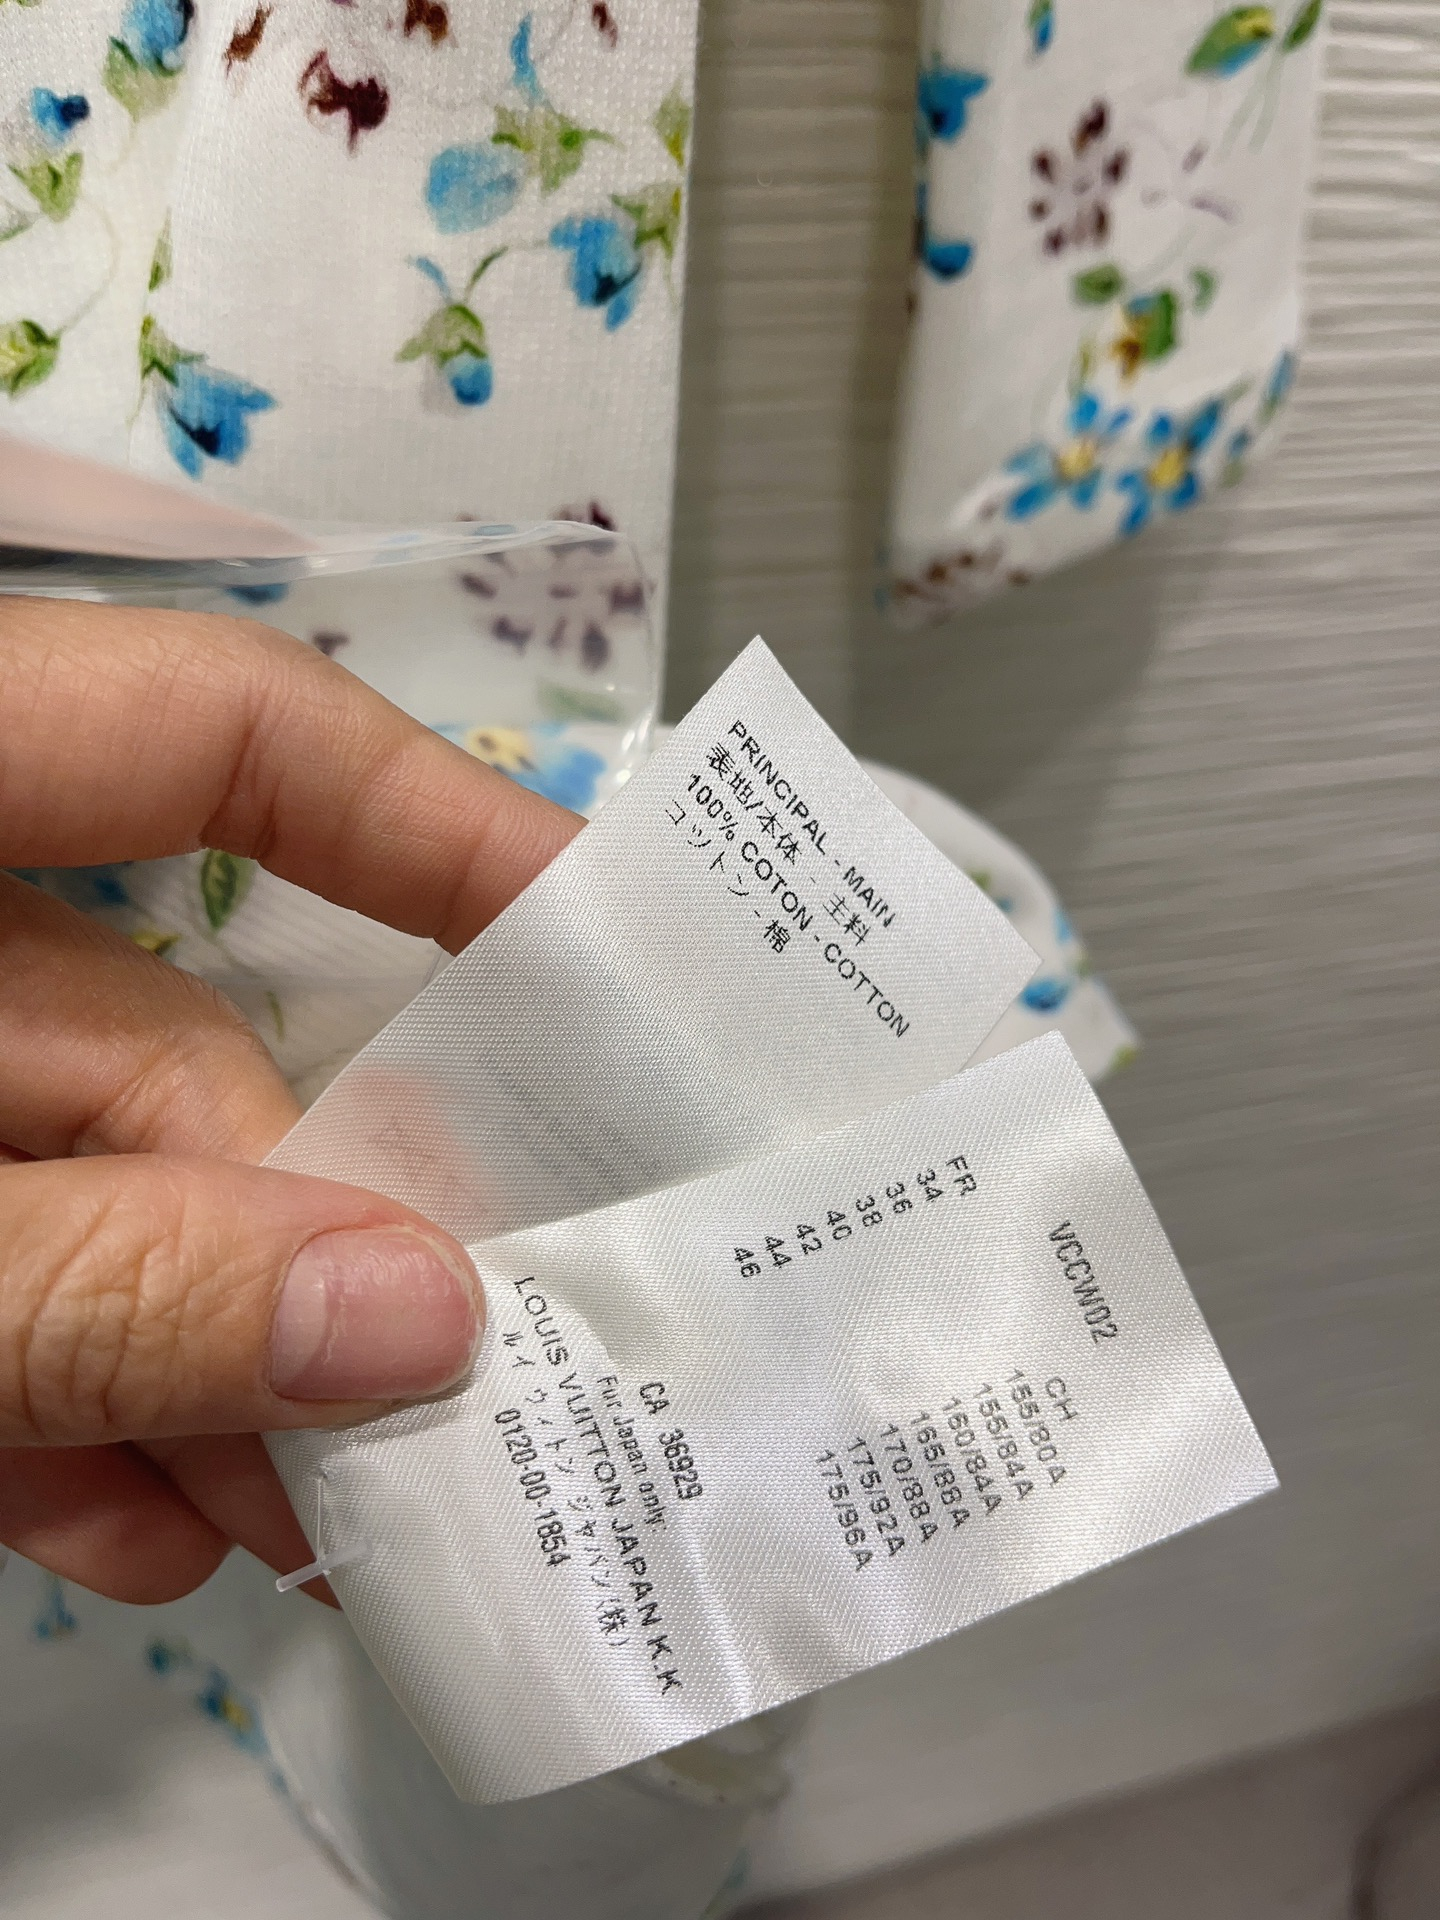 PRINCIPAL - MAIN
表地/本体 - 主料
100% COTON - COTTON
コットン - 棉
VCCW02
FR CH
34 155/80A
36 155/84A
38 160/84A
40 165/88A
42 170/88A
44 175/92A
46 175/96A
CA 36929
For Japan only:
LOUIS VUITTON JAPAN K.K
ルイ ヴィトン ジャパン(株)
0120-00-1854